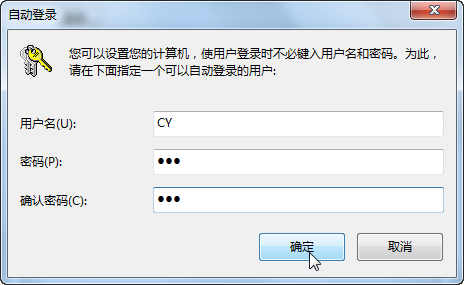 自动登录
您可以设置您的计算机，使用户登录时不必键入用户名和密码。为此，
请在下面指定一个可以自动登录的用户:
用户名(U):
CY
密码(P):
●●●
确认密码(C):
●●●
确定
取消